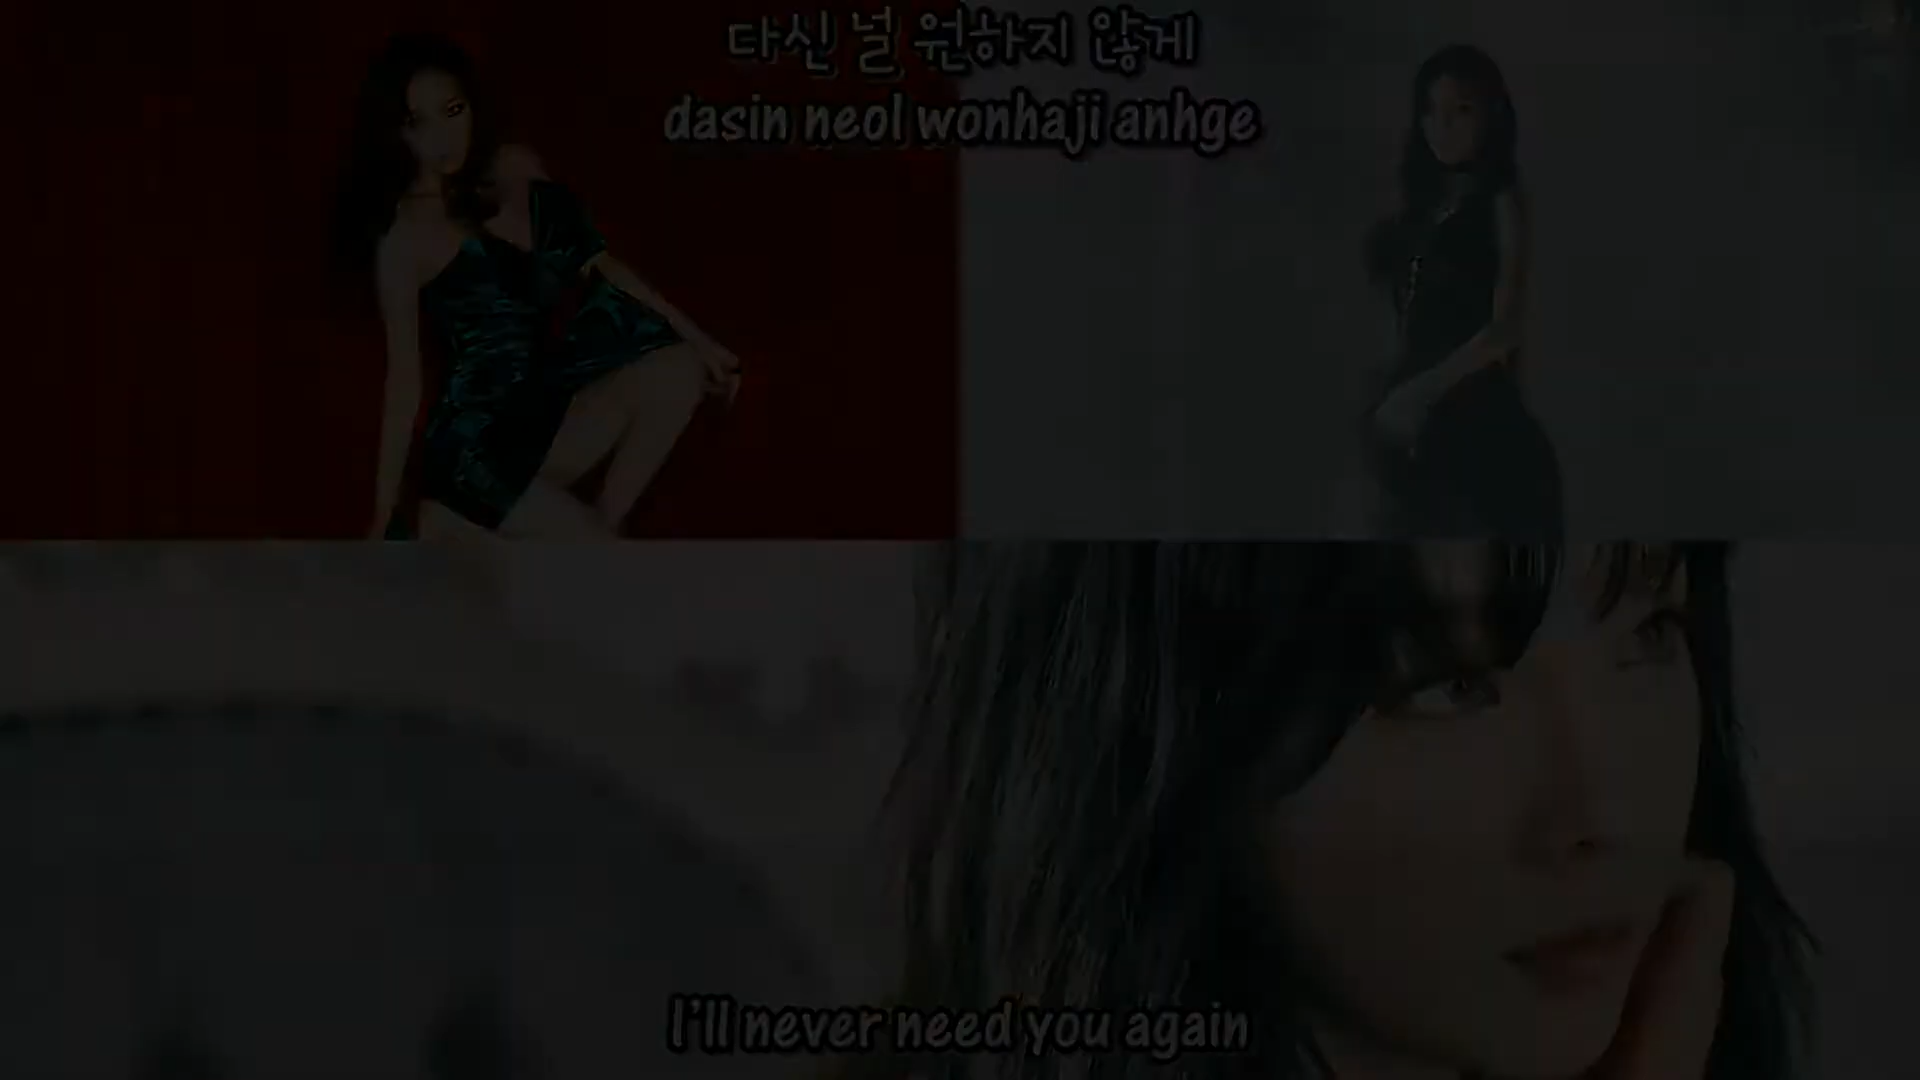 다신 널 원하지 않게
dasin neol wonhaji anhge
I'll never need you again